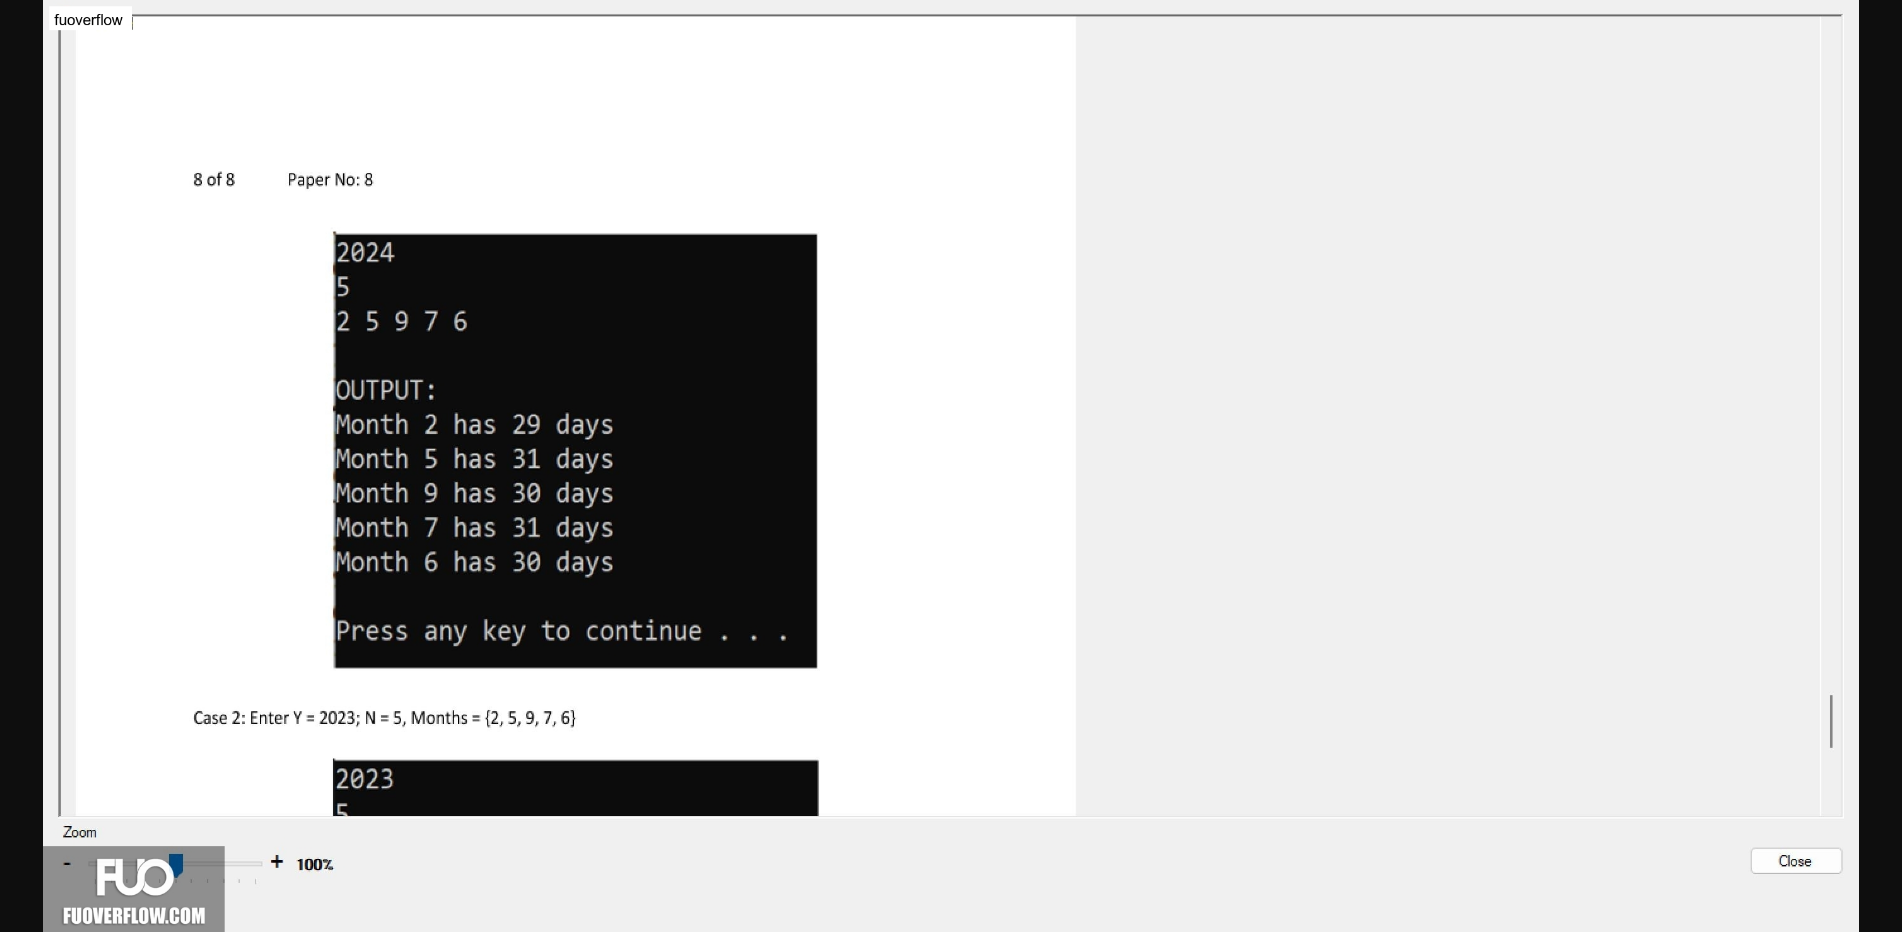 fuoverflow
8 of 8 Paper No: 8
2024
5
2 5 9 7 6
OUTPUT:
Month 2 has 29 days
Month 5 has 31 days
Month 9 has 30 days
Month 7 has 31 days
Month 6 has 30 days
Press any key to continue . . .
Case 2: Enter Y = 2023; N = 5, Months = {2, 5, 9, 7, 6}
2023
5
Zoom
- + 100%
Close
FUO
FUOVERFLOW.COM